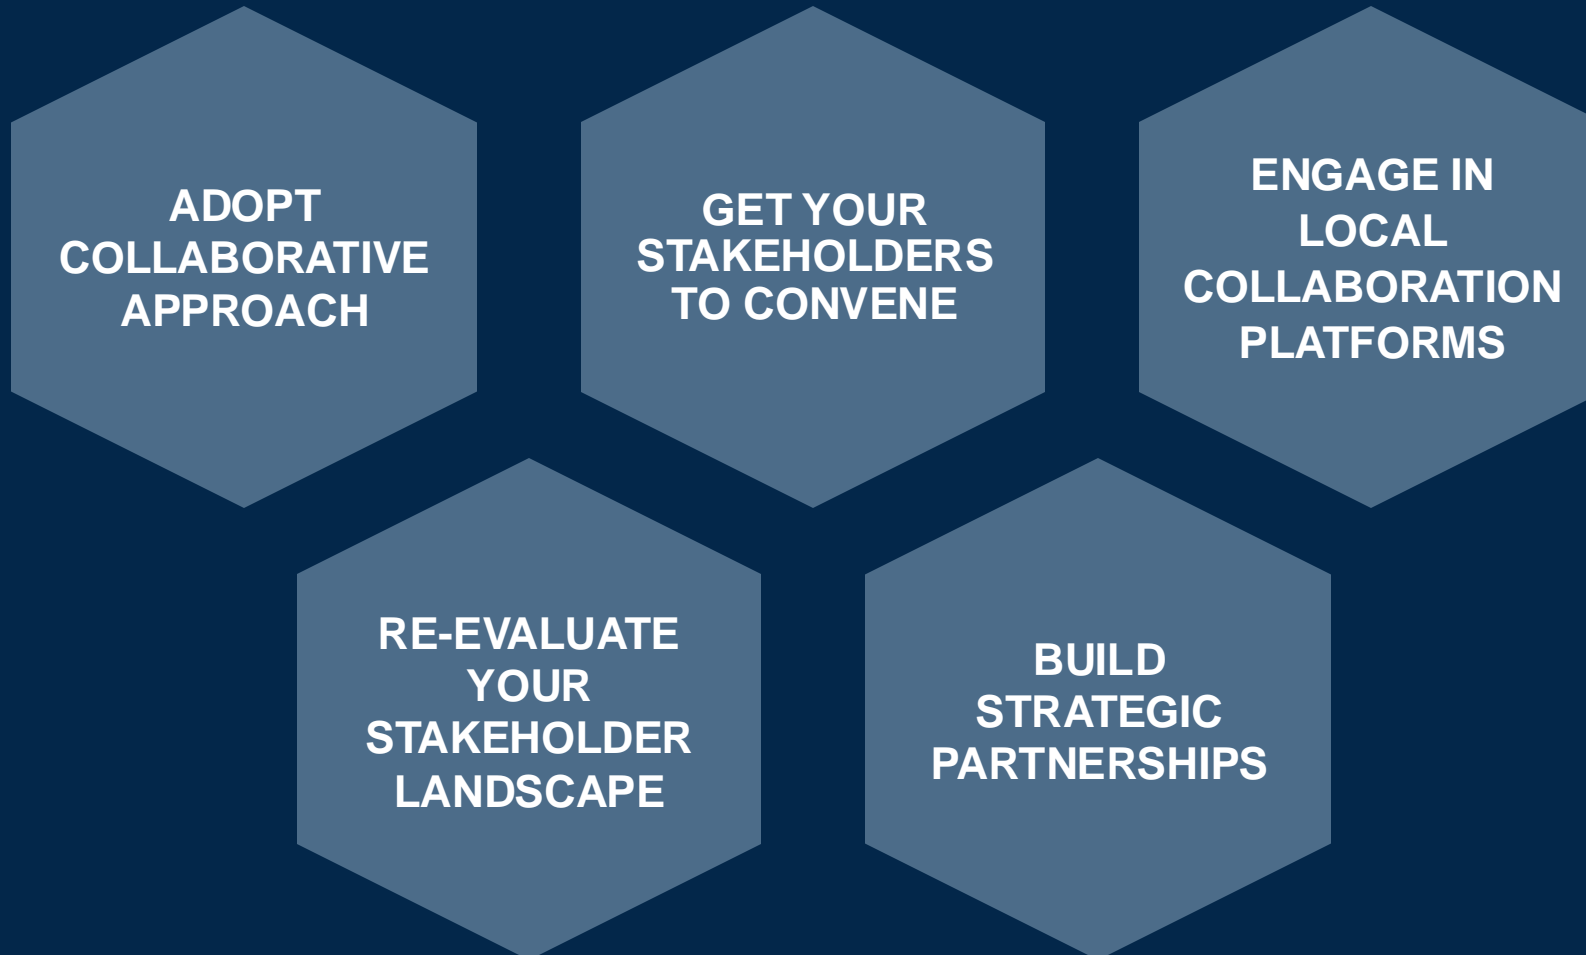 ADOPT
COLLABORATIVE
APPROACH
GET YOUR
STAKEHOLDERS
TO CONVENE
ENGAGE IN
LOCAL
COLLABORATION
PLATFORMS
RE-EVALUATE
YOUR
STAKEHOLDER
LANDSCAPE
BUILD
STRATEGIC
PARTNERSHIPS